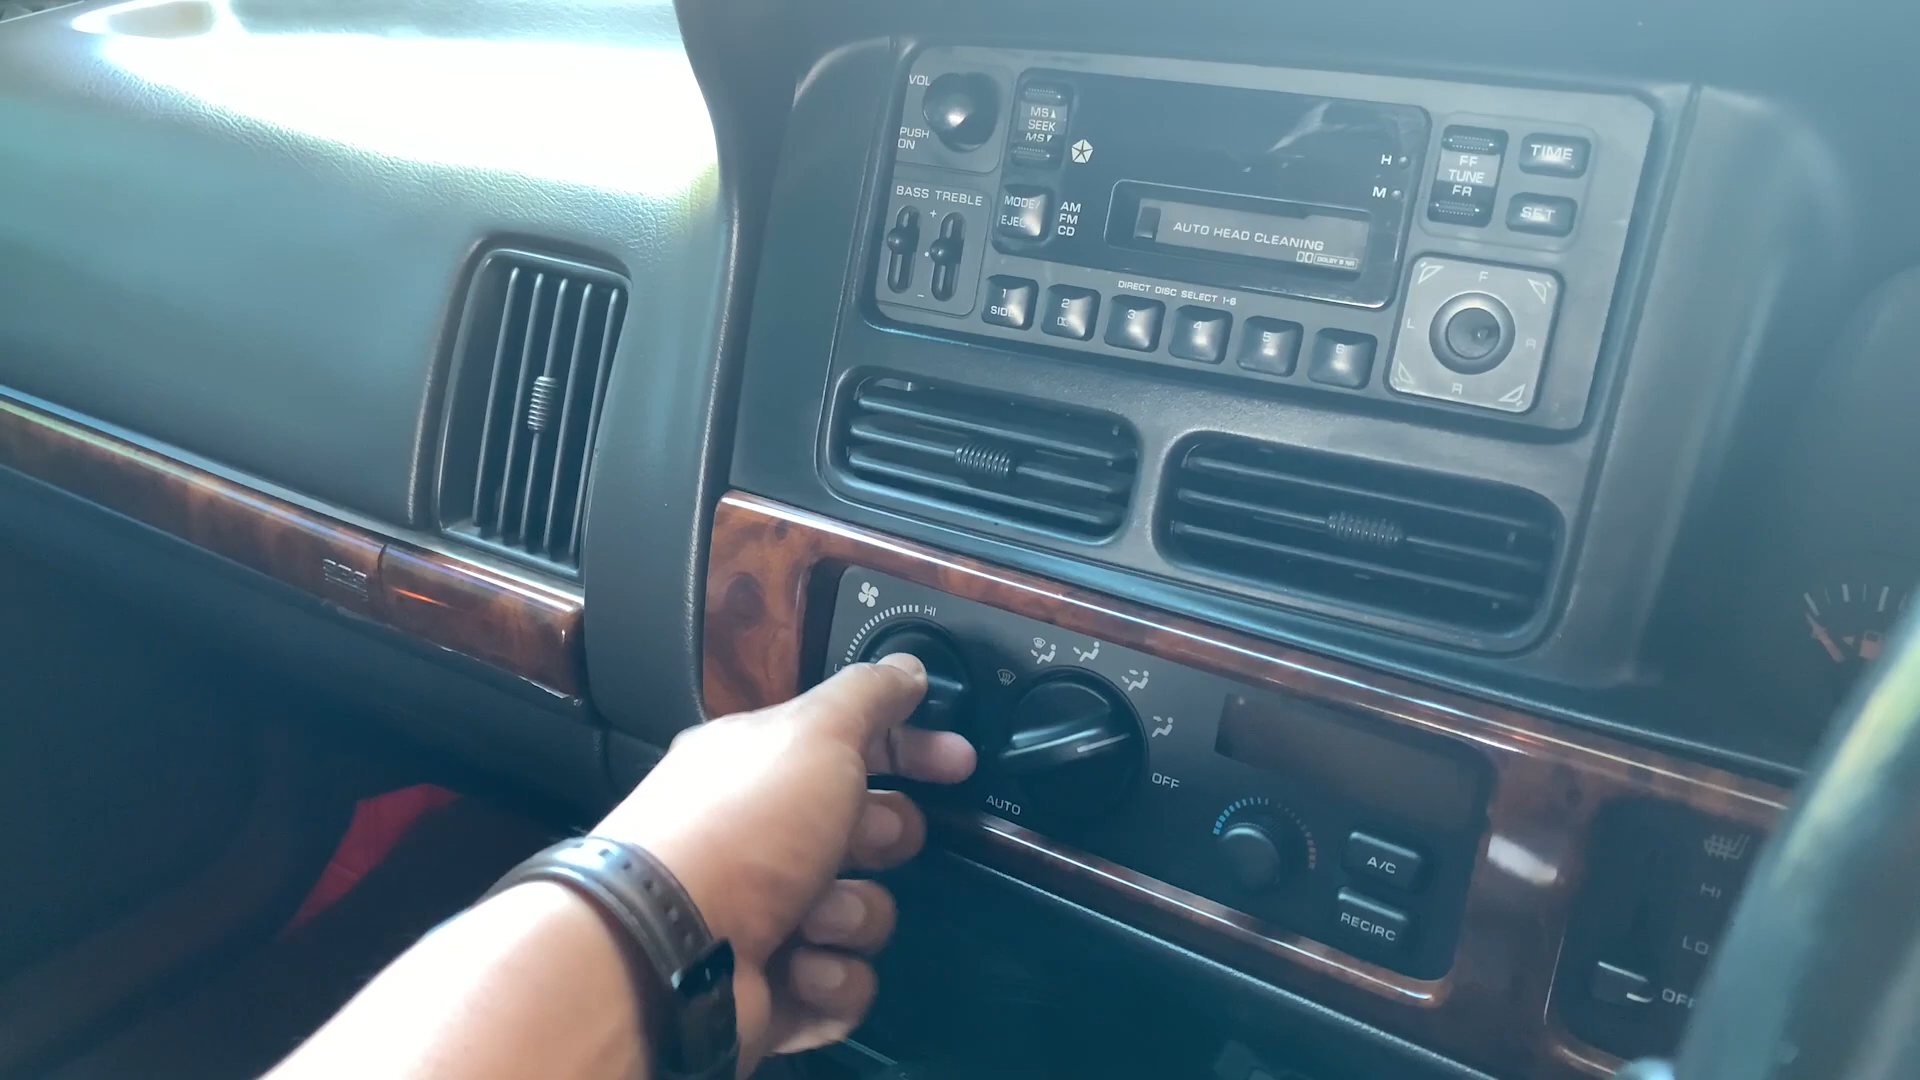 VOL
PUSH
ON
MS
SEEK
MS
BASS TREBLE
MODE/
EJECT
AM
FM
CD
AUTO HEAD CLEANING
DOLBY B NR
DIRECT DISC SELECT 1-6
1
SIDE
2
3
4
5
6
H
M
FF
TUNE
FR
TIME
SET
F
L
R
R
HI
AUTO
OFF
A/C
RECIRC
HI
LO
OFF